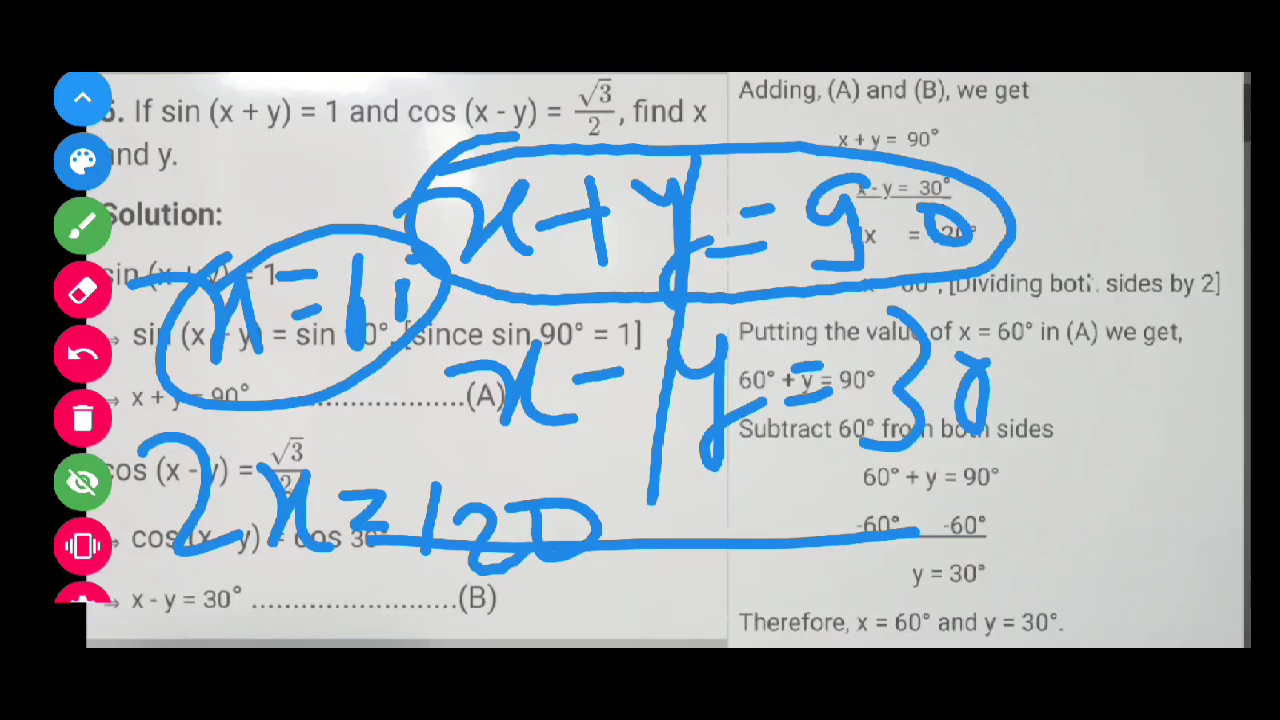 5. If sin (x + y) = 1 and cos (x - y) = √3/2, find x
and y.
Solution:
sin (x + y) = 1
⇒ sin (x + y) = sin 90°, [since sin 90° = 1]
⇒ x + y = 90° ......................(A)
cos (x - y) = √3/2
⇒ cos (x - y) = cos 30°
⇒ x - y = 30° .........................(B)
Adding, (A) and (B), we get
x + y = 90°
x - y = 30°
[Dividing both sides by 2]
Putting the value of x = 60° in (A) we get,
60° + y = 90°
Subtract 60° from both sides
60° + y = 90°
-60° -60°
y = 30°
Therefore, x = 60° and y = 30°.
x + y = 90
x - y = 30
2x = 120